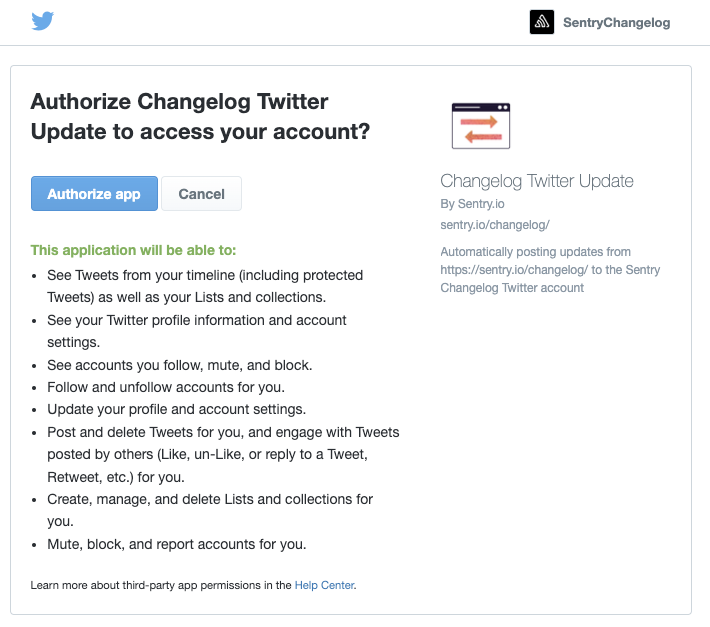 SentryChangelog
Authorize Changelog Twitter
Update to access your account?
Authorize app
Cancel
This application will be able to:
• See Tweets from your timeline (including protected
Tweets) as well as your Lists and collections.
• See your Twitter profile information and account
settings.
• See accounts you follow, mute, and block.
• Follow and unfollow accounts for you.
• Update your profile and account settings.
• Post and delete Tweets for you, and engage with Tweets
posted by others (Like, un-Like, or reply to a Tweet,
Retweet, etc.) for you.
• Create, manage, and delete Lists and collections for
you.
• Mute, block, and report accounts for you.
Learn more about third-party app permissions in the Help Center.
Changelog Twitter Update
By Sentry.io
sentry.io/changelog/
Automatically posting updates from
https://sentry.io/changelog/ to the Sentry
Changelog Twitter account